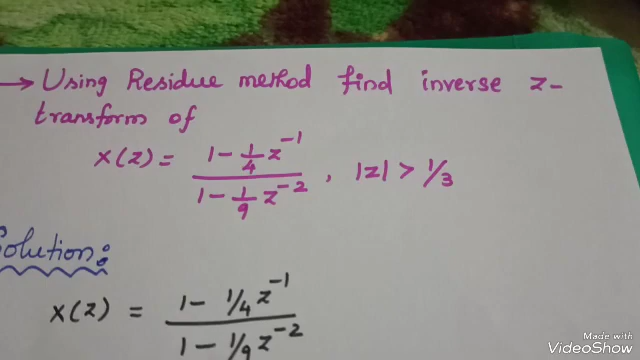 → Using Residue method find inverse z-
transform of
x(z) = (1 - 1/4 z^-1) / (1 - 1/9 z^-2) , |z| > 1/3
Solution:
x(z) = (1 - 1/4 z^-1) / (1 - 1/9 z^-2)
Made with
VideoShow